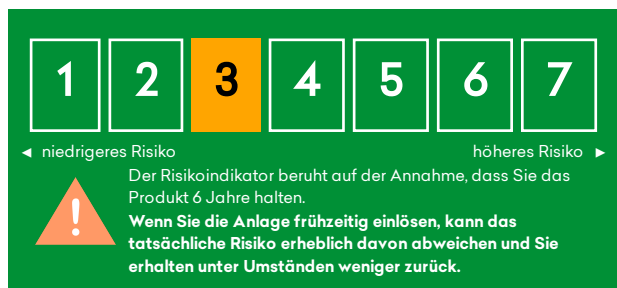 1 2 3 4 5 6 7
◄ niedrigeres Risiko höheres Risiko ►
Der Risikoindikator beruht auf der Annahme, dass Sie das
Produkt 6 Jahre halten.
Wenn Sie die Anlage frühzeitig einlösen, kann das
tatsächliche Risiko erheblich davon abweichen und Sie
erhalten unter Umständen weniger zurück.
!